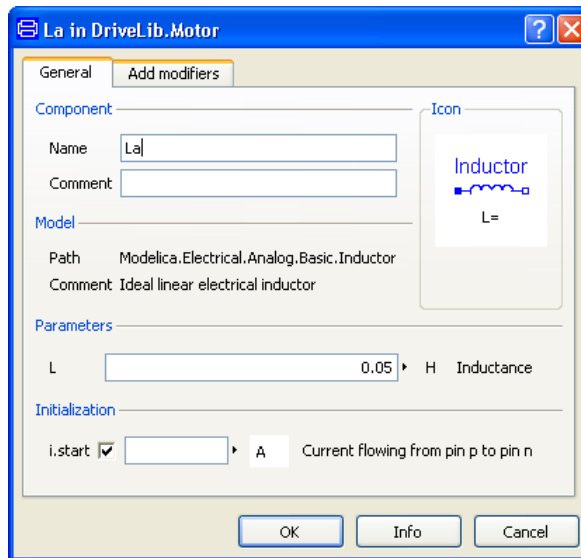 La in DriveLib.Motor
General Add modifiers
Component
Name La
Comment
Icon
Inductor
L=
Model
Path Modelica.Electrical.Analog.Basic.Inductor
Comment Ideal linear electrical inductor
Parameters
L 0.05 H Inductance
Initialization
i.start A Current flowing from pin p to pin n
OK Info Cancel